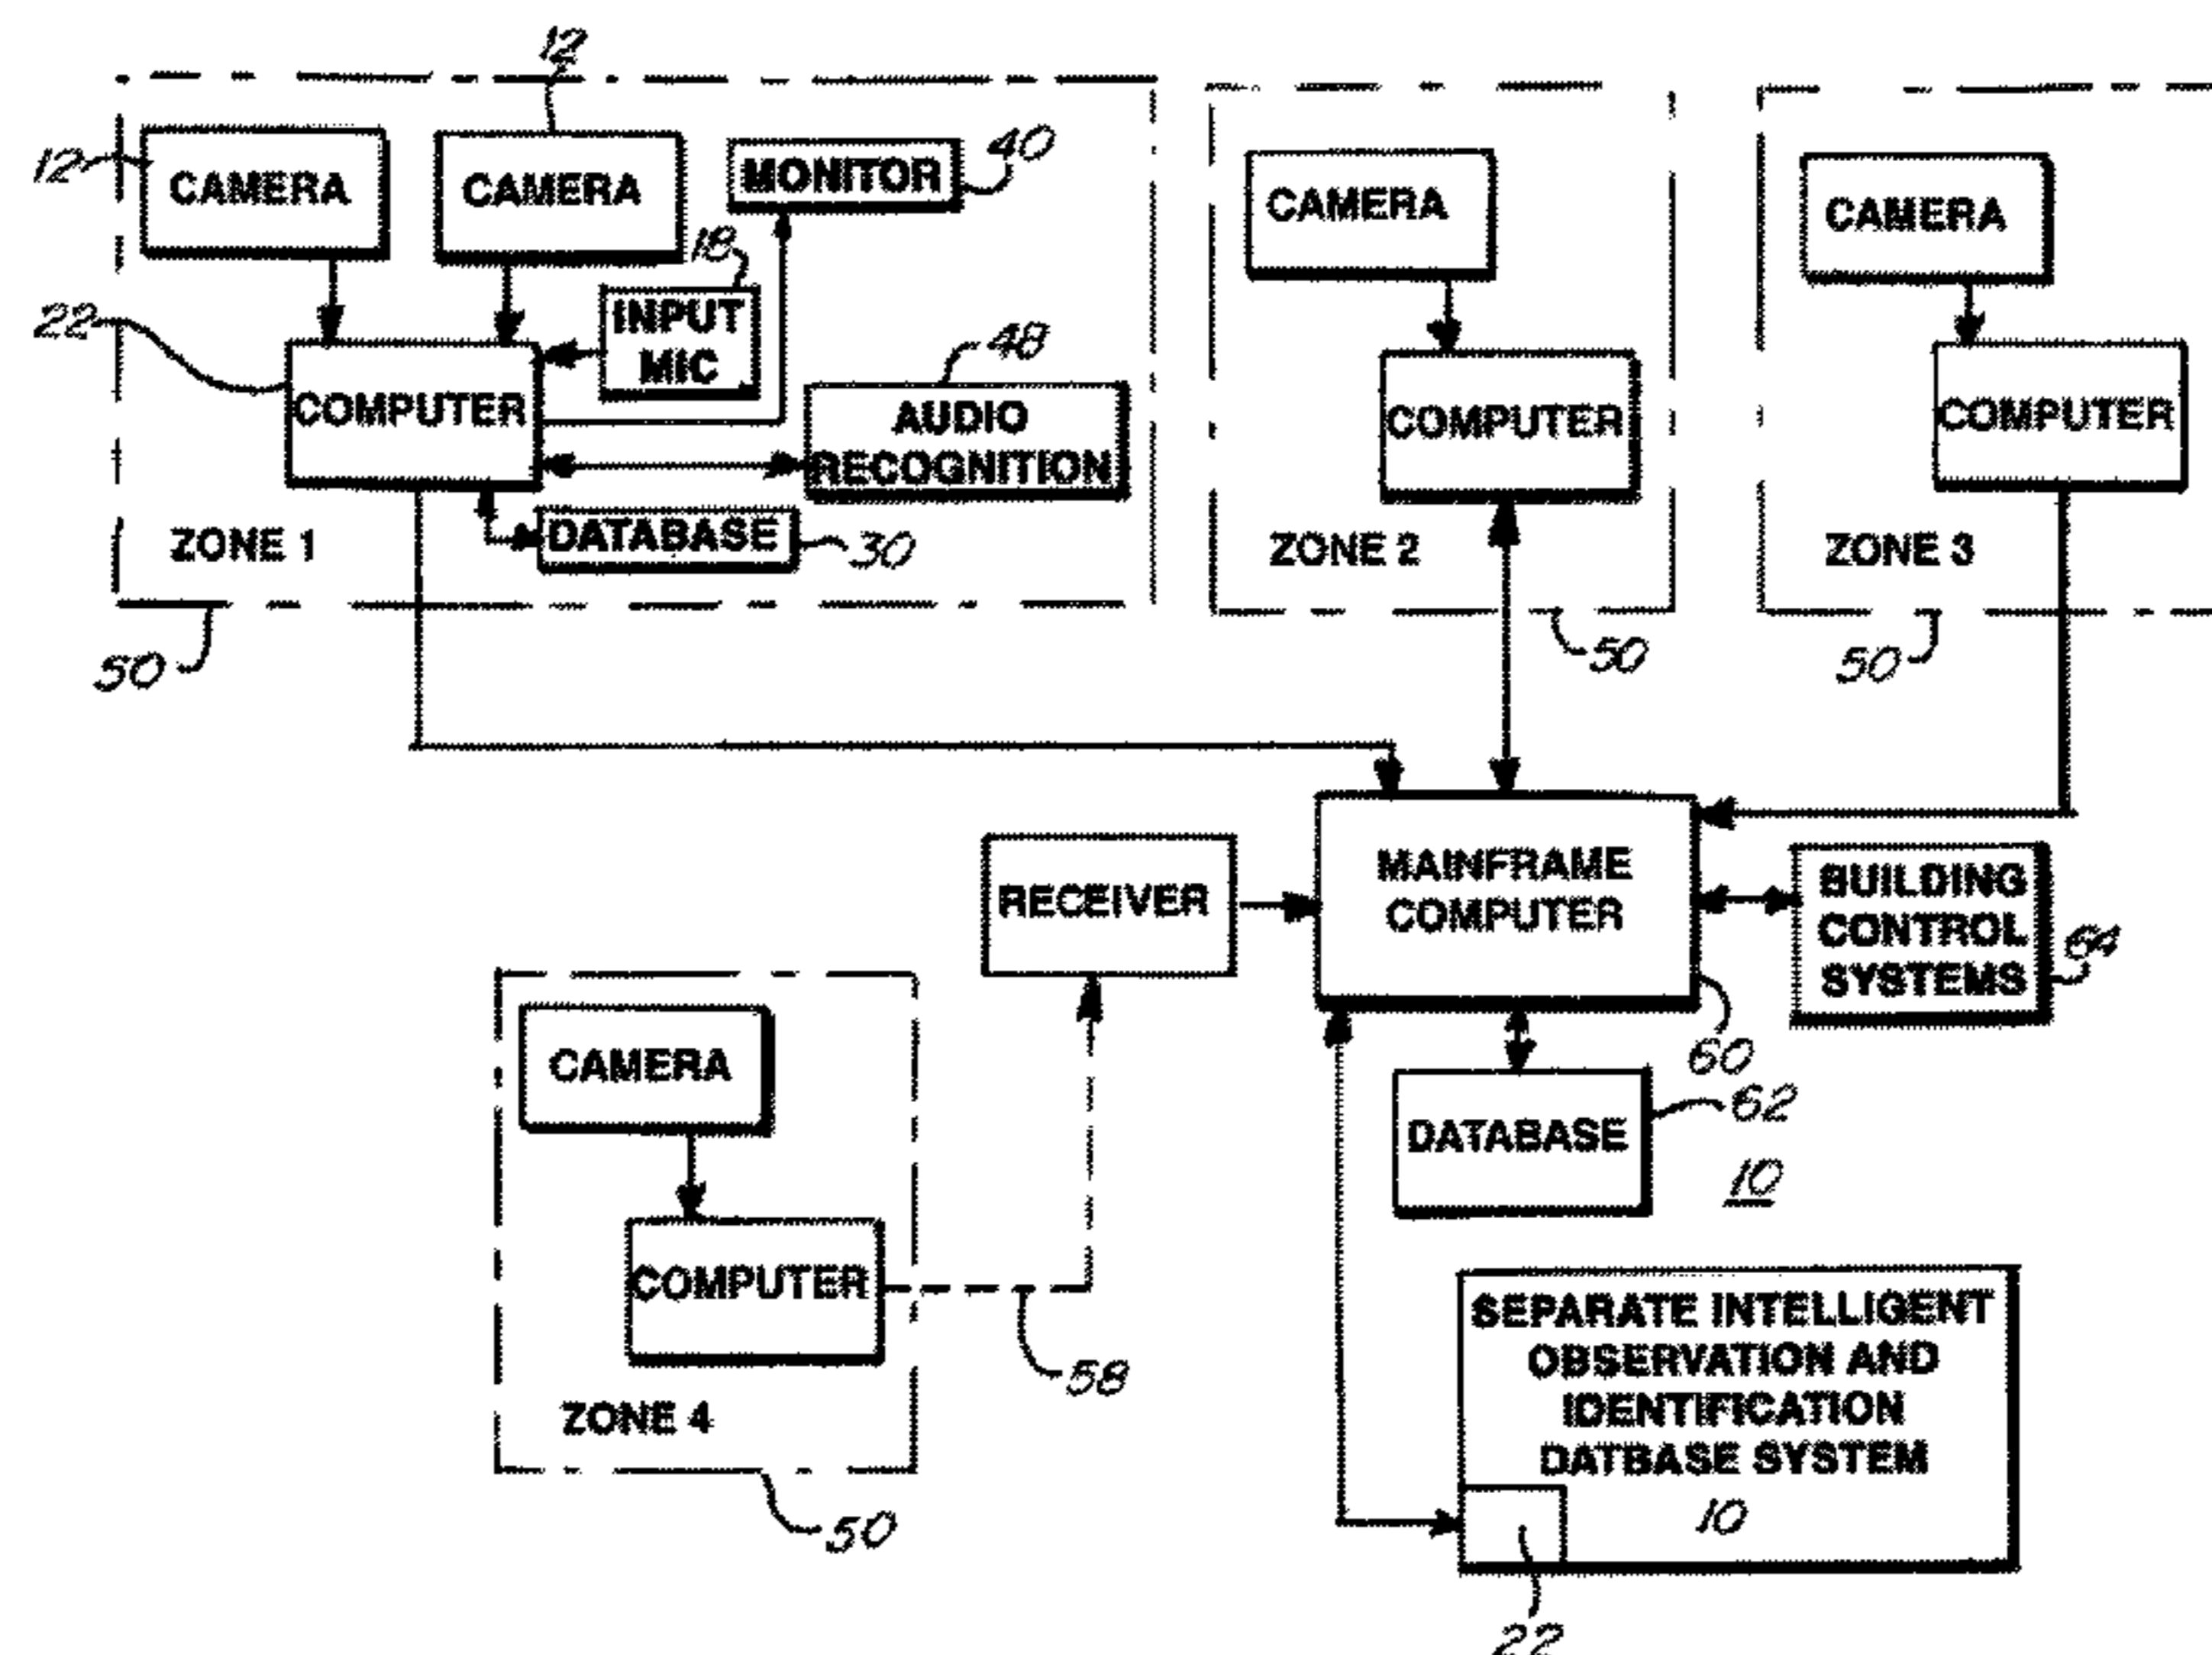 12
12
CAMERA
CAMERA
MONITOR
40
18
INPUT
MIC
22
COMPUTER
48
AUDIO
RECOGNITION
DATABASE
30
ZONE 1
50
CAMERA
COMPUTER
ZONE 2
50
CAMERA
COMPUTER
ZONE 3
50
RECEIVER
MAINFRAME
COMPUTER
60
BUILDING
CONTROL
SYSTEMS
64
DATABASE
62
10
CAMERA
COMPUTER
58
ZONE 4
50
SEPARATE INTELLIGENT
OBSERVATION AND
IDENTIFICATION
DATBASE SYSTEM
10
22